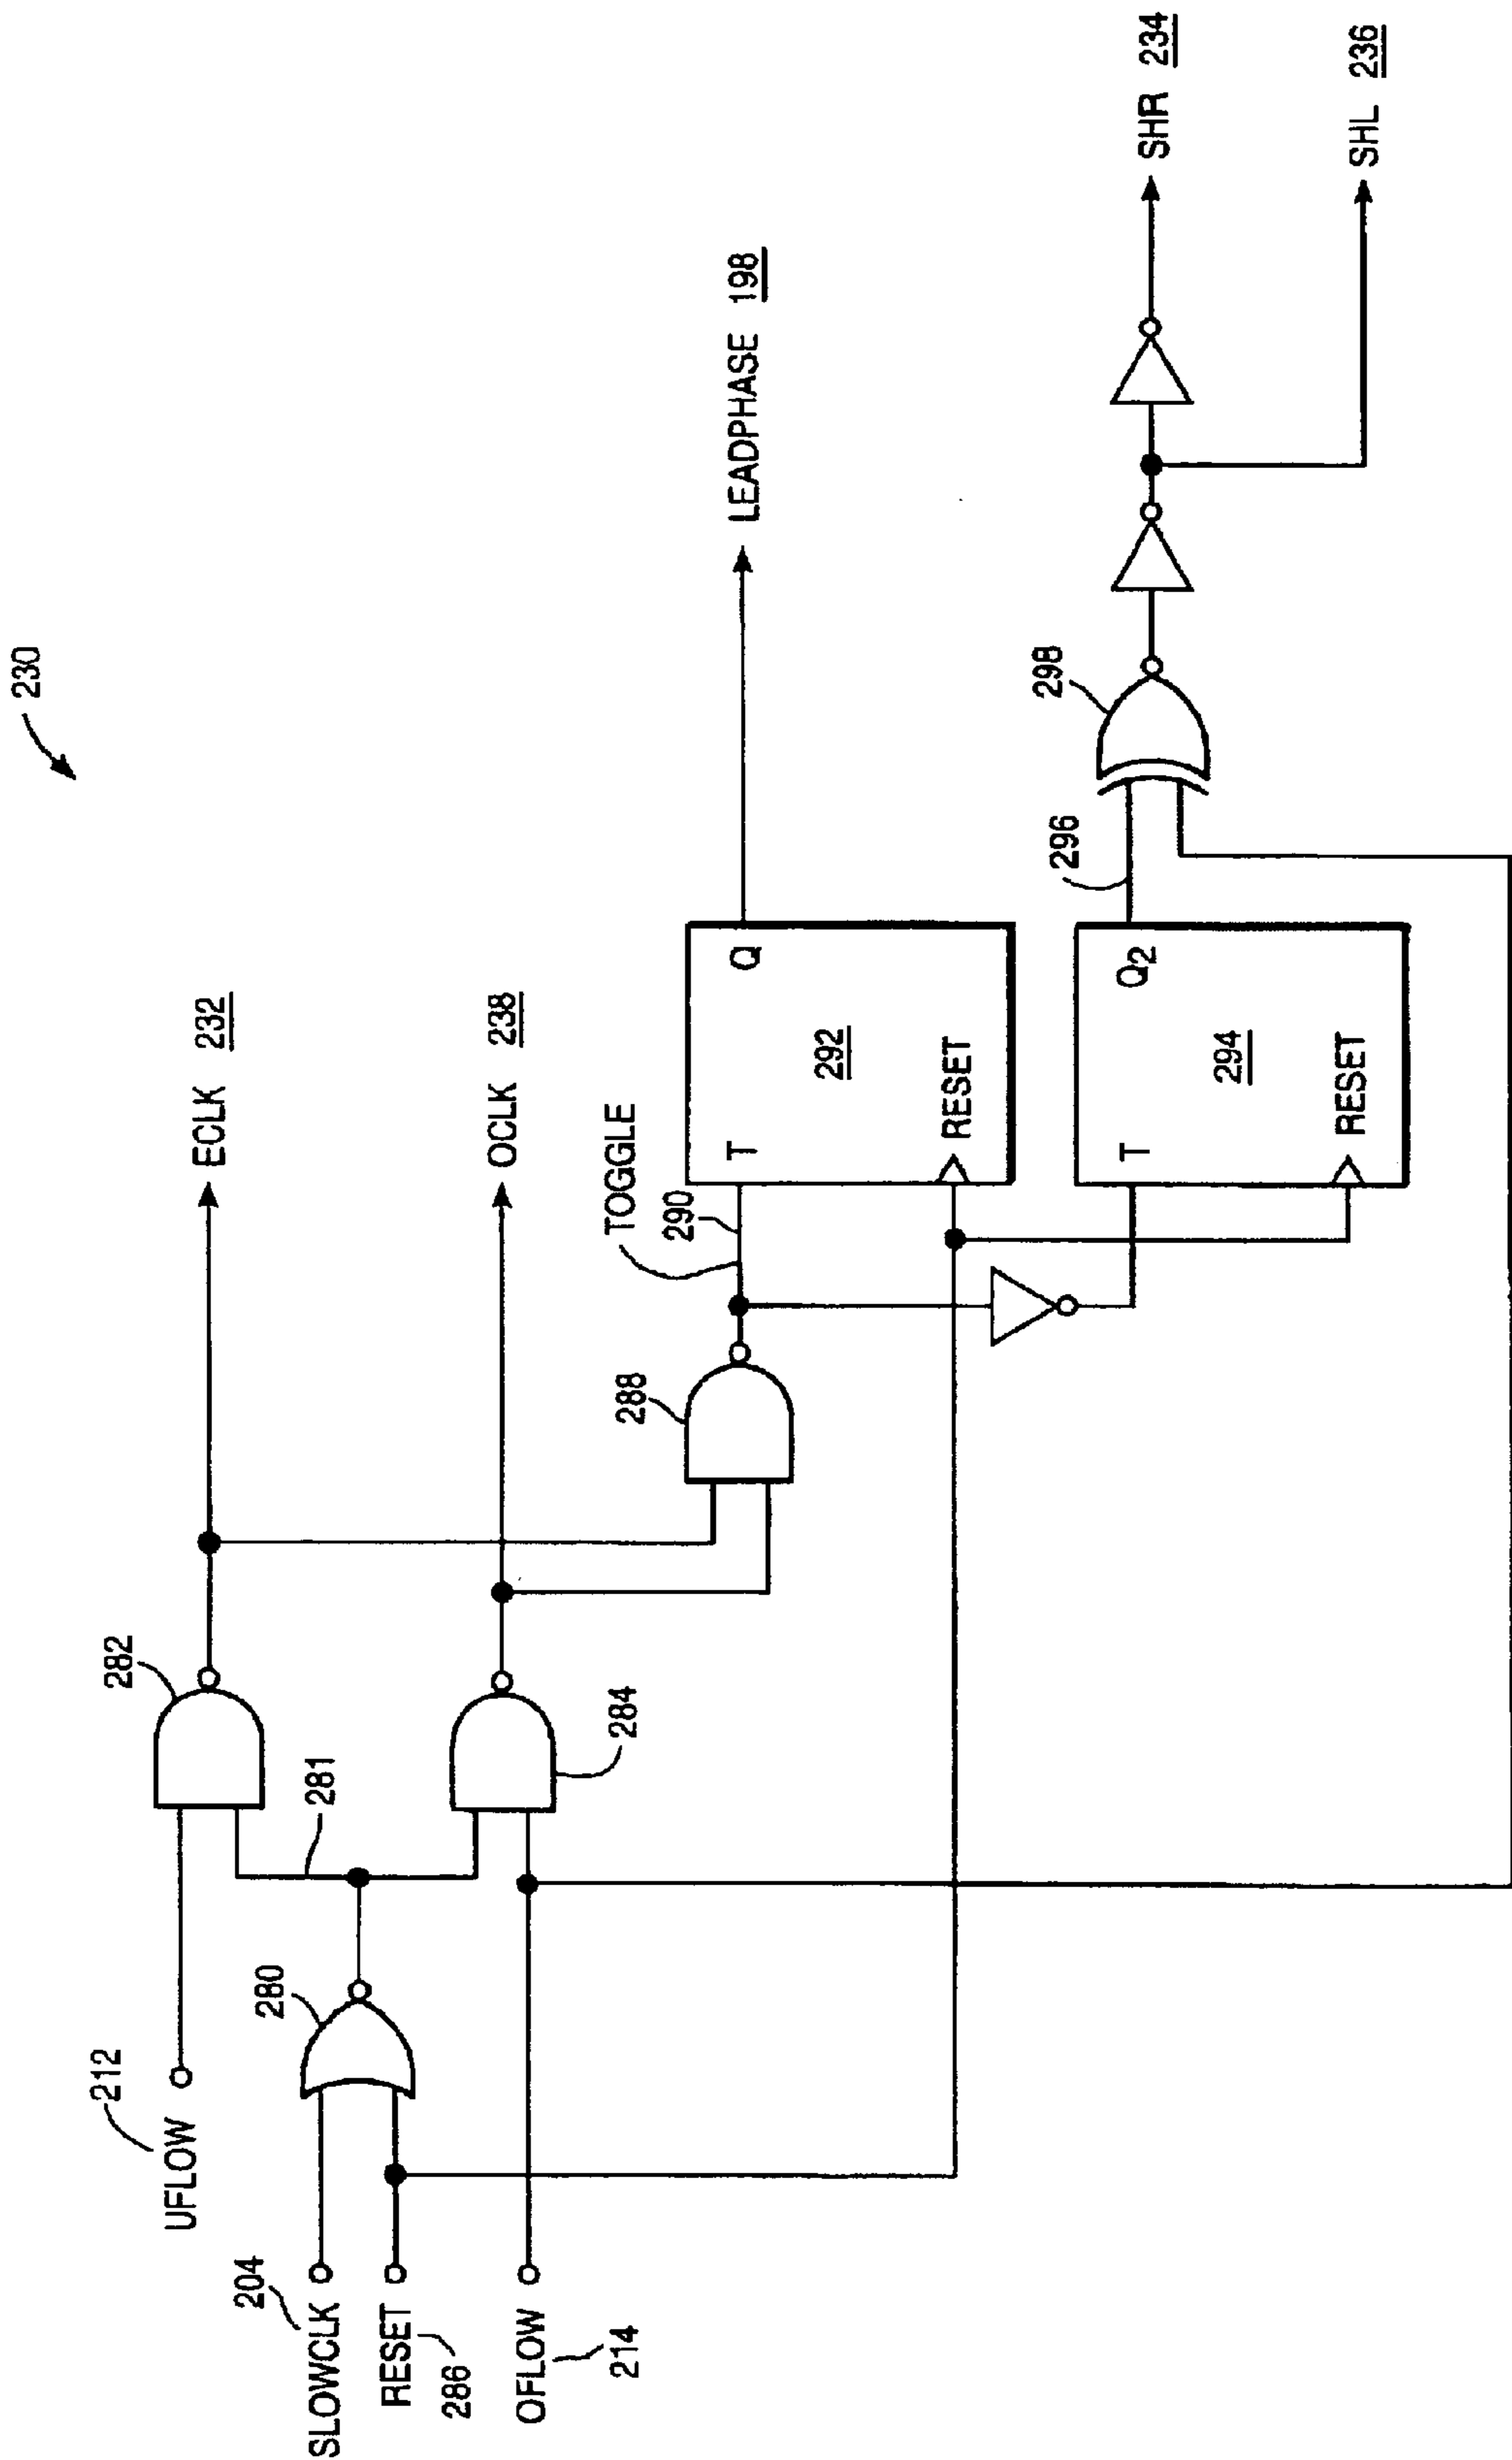 230
UFLOW 212
SLOWCLK 204
RESET 286
OFLOW 214
280
281
282
284
ECLK 232
OCLK 238
288
TOGGLE
290
T Q
292
RESET
LEADPHASE 198
T Q2
294
RESET
296
298
SHR 234
SHL 236